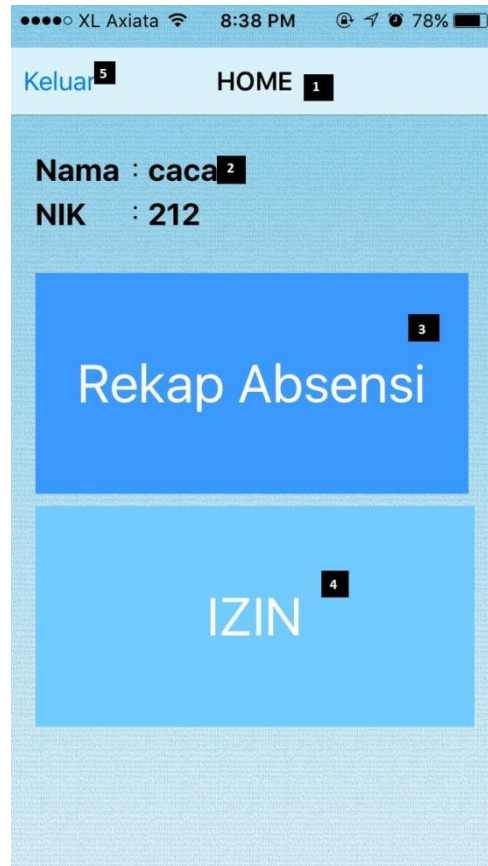 XL Axiata 8:38 PM 78%
Keluar 5 HOME 1
Nama : caca 2
NIK : 212
3
Rekap Absensi
4
IZIN